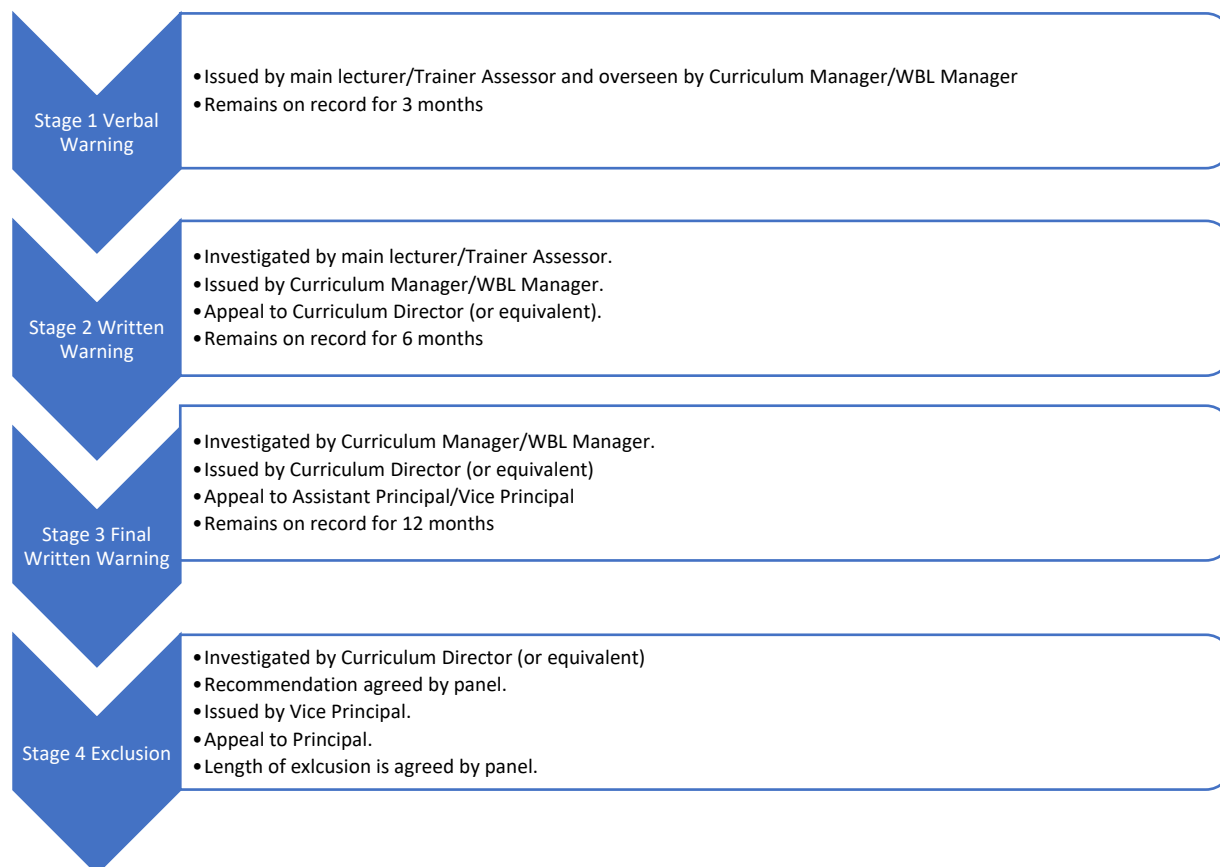 Stage 1 Verbal
Warning
•Issued by main lecturer/Trainer Assessor and overseen by Curriculum Manager/WBL Manager
•Remains on record for 3 months
Stage 2 Written
Warning
•Investigated by main lecturer/Trainer Assessor.
•Issued by Curriculum Manager/WBL Manager.
•Appeal to Curriculum Director (or equivalent).
•Remains on record for 6 months
Stage 3 Final
Written Warning
•Investigated by Curriculum Manager/WBL Manager.
•Issued by Curriculum Director (or equivalent)
•Appeal to Assistant Principal/Vice Principal
•Remains on record for 12 months
Stage 4 Exclusion
•Investigated by Curriculum Director (or equivalent)
•Recommendation agreed by panel.
•Issued by Vice Principal.
•Appeal to Principal.
•Length of exlcusion is agreed by panel.